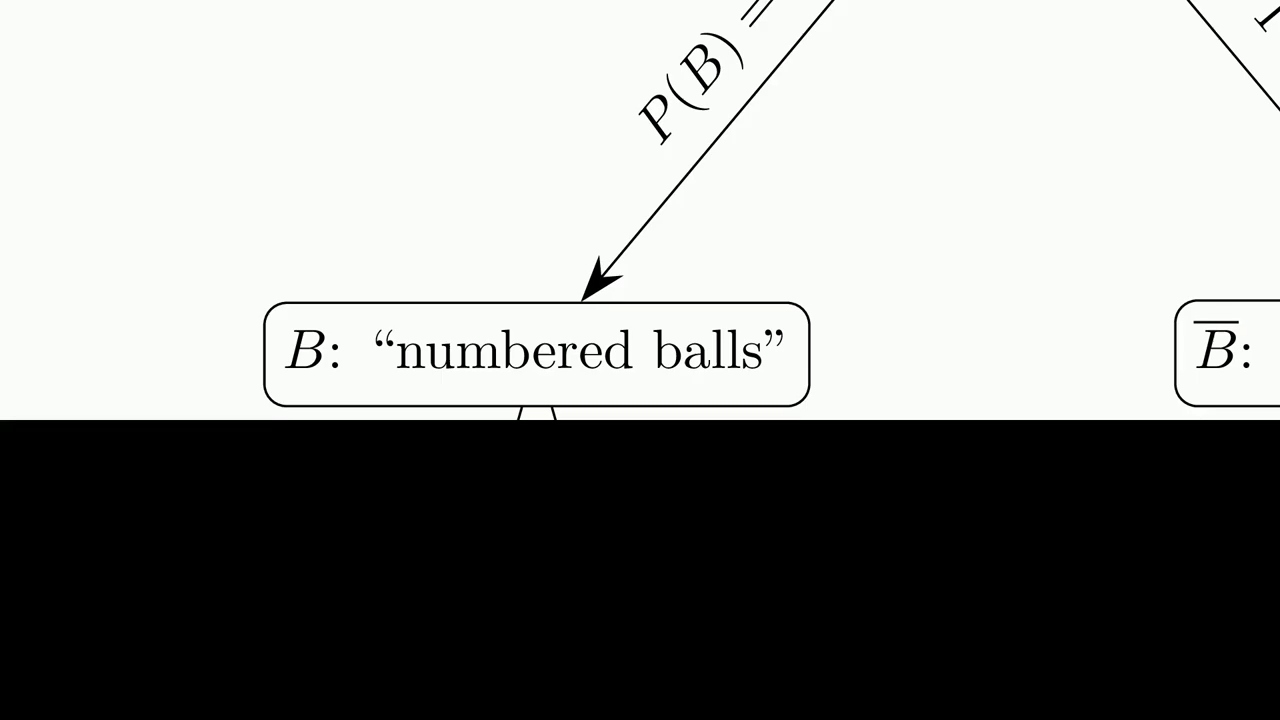 P(B) =
B: “numbered balls”
B̅: